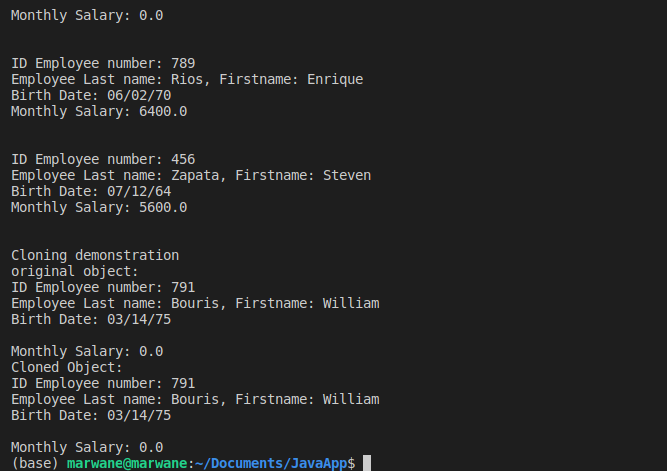 Monthly Salary: 0.0
ID Employee number: 789
Employee Last name: Rios, Firstname: Enrique
Birth Date: 06/02/70
Monthly Salary: 6400.0
ID Employee number: 456
Employee Last name: Zapata, Firstname: Steven
Birth Date: 07/12/64
Monthly Salary: 5600.0
Cloning demonstration
original object:
ID Employee number: 791
Employee Last name: Bouris, Firstname: William
Birth Date: 03/14/75
Monthly Salary: 0.0
Cloned Object:
ID Employee number: 791
Employee Last name: Bouris, Firstname: William
Birth Date: 03/14/75
Monthly Salary: 0.0
(base) marwane@marwane:~/Documents/JavaApp$